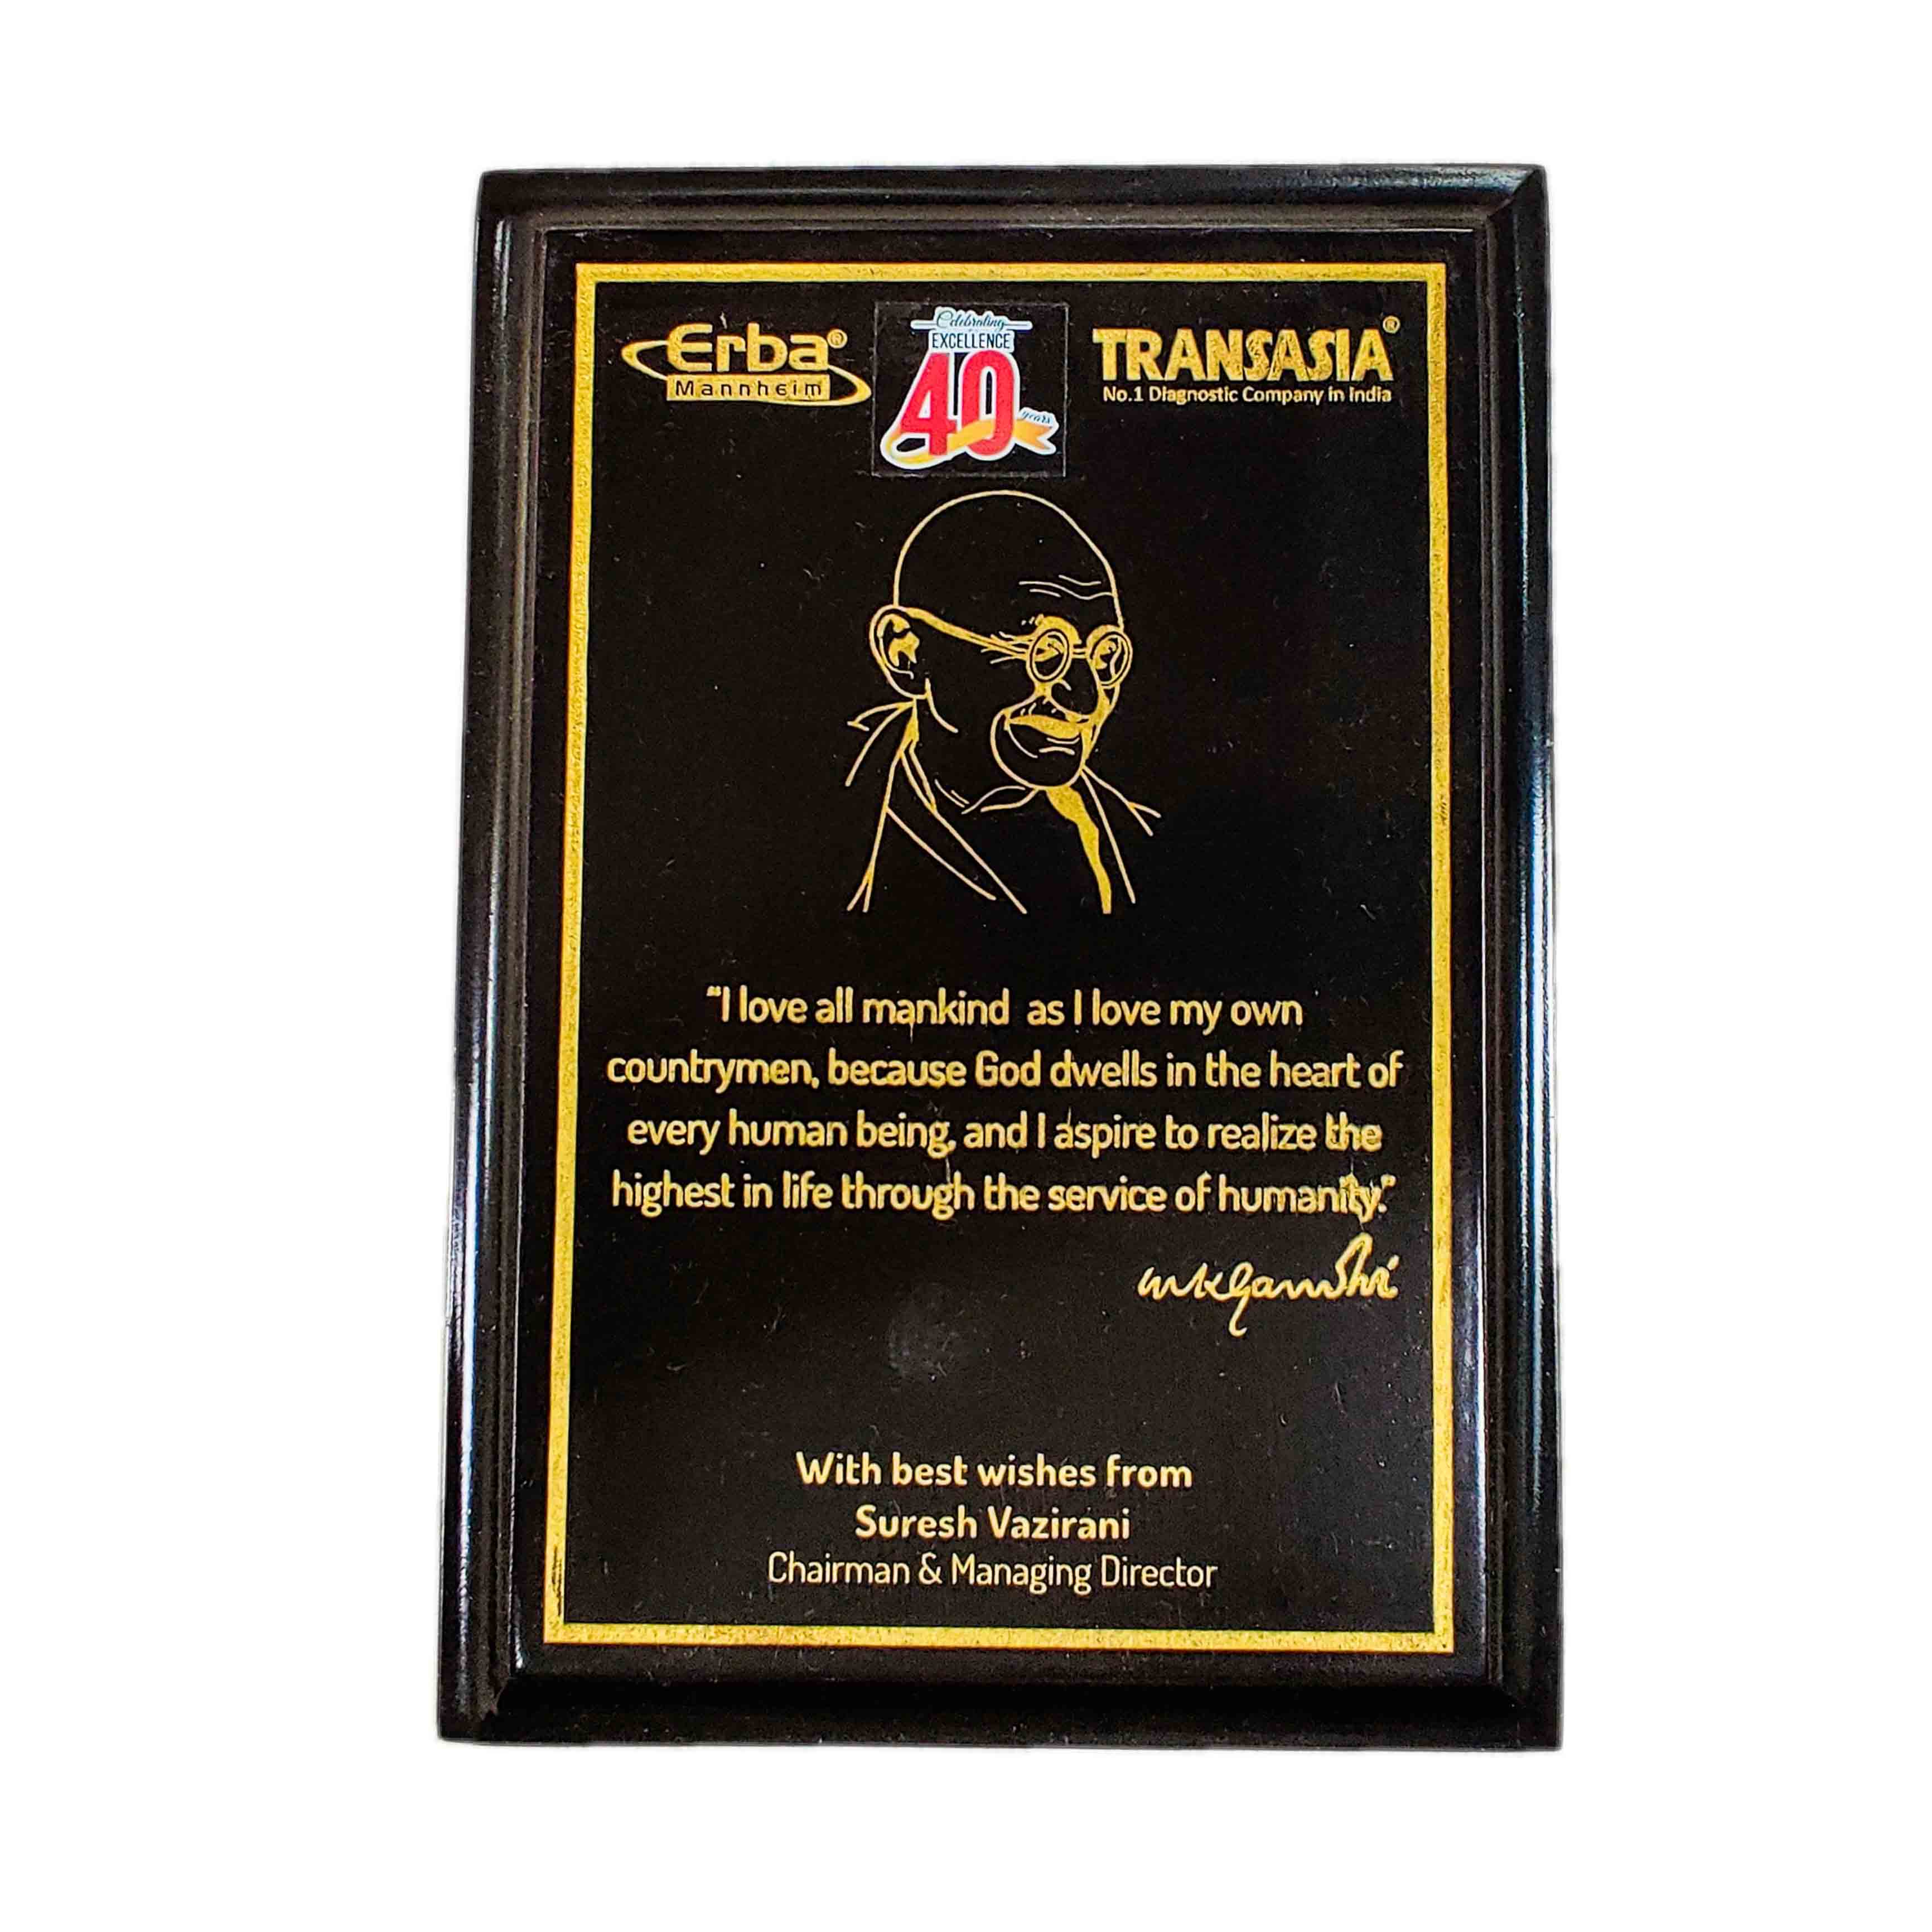 Erba®
Mannheim
Celebrating
EXCELLENCE
40
years
TRANSASIA®
No.1 Diagnostic Company in India
“I love all mankind as I love my own
countrymen, because God dwells in the heart of
every human being, and I aspire to realize the
highest in life through the service of humanity.”
mkgandhi
With best wishes from
Suresh Vazirani
Chairman & Managing Director